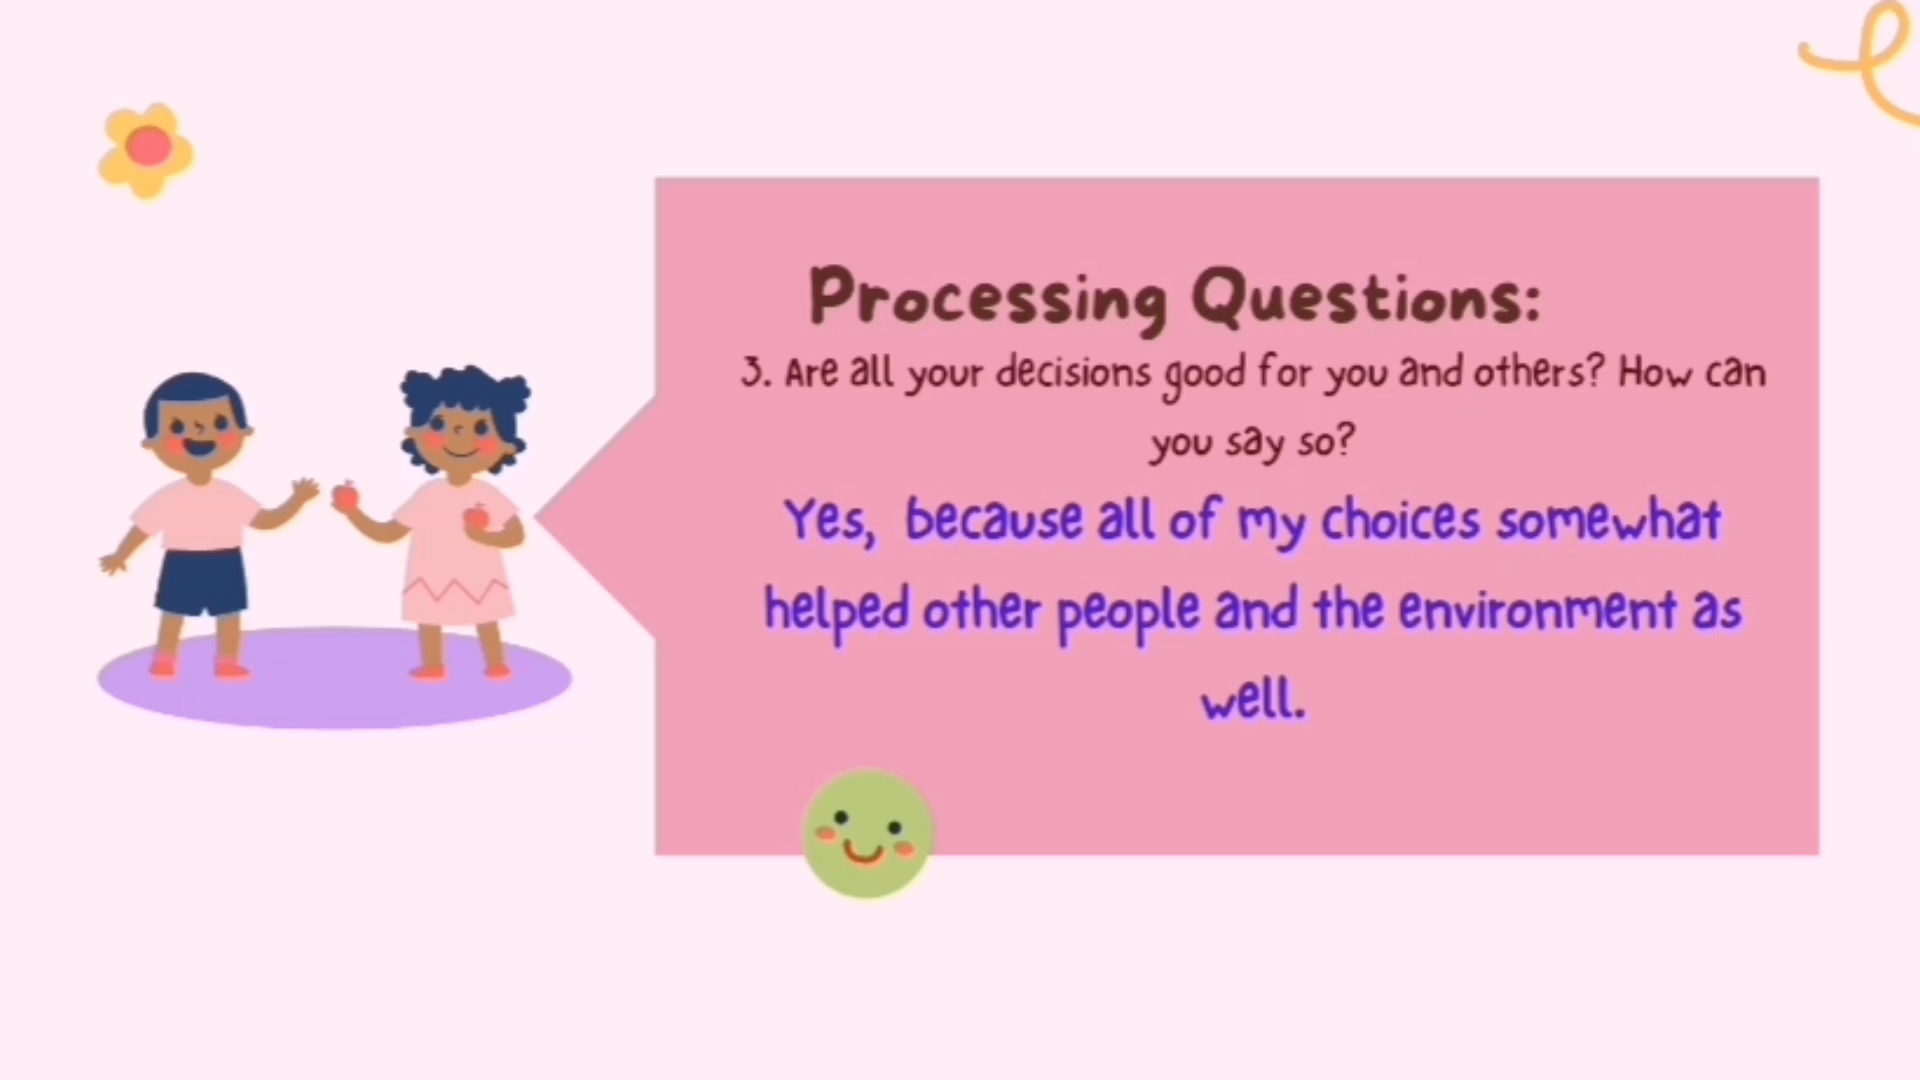 Processing Questions:
3. Are all your decisions good for you and others? How can
you say so?
Yes, because all of my choices somewhat
helped other people and the environment as
well.